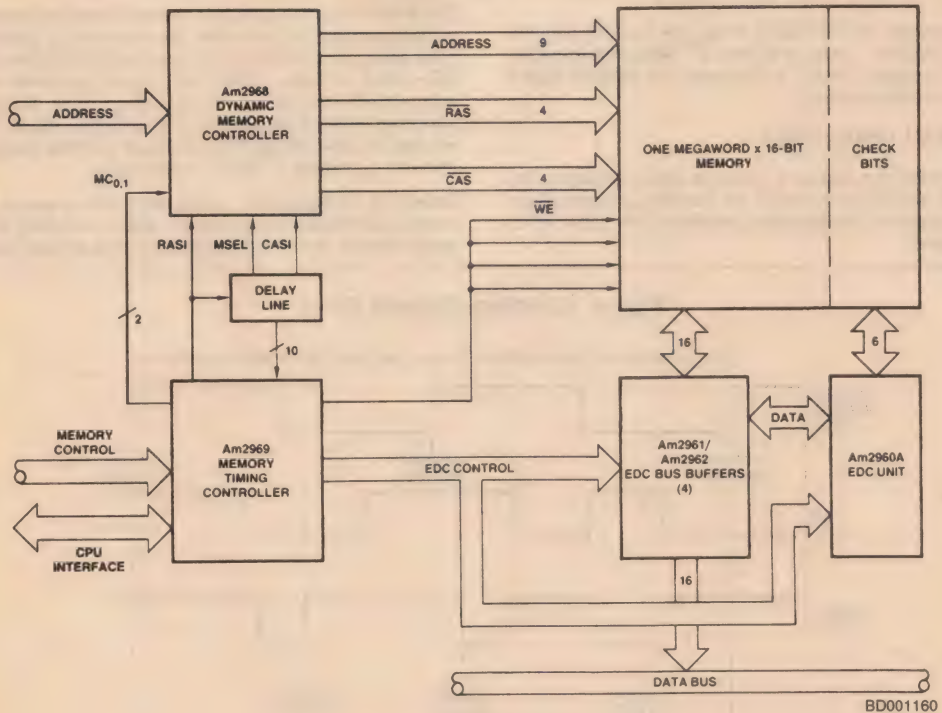 ADDRESS 9
Am2968
DYNAMIC
MEMORY
CONTROLLER
ADDRESS
RAS 4
CAS 4
ONE MEGAWORD x 16-BIT
MEMORY
CHECK
BITS
MC0,1
WE
RASI
MSEL
CASI
DELAY
LINE
2
10
16
6
MEMORY
CONTROL
Am2969
MEMORY
TIMING
CONTROLLER
CPU
INTERFACE
EDC CONTROL
Am2961/
Am2962
EDC BUS BUFFERS
(4)
DATA
Am2960A
EDC UNIT
16
DATA BUS
BD001160